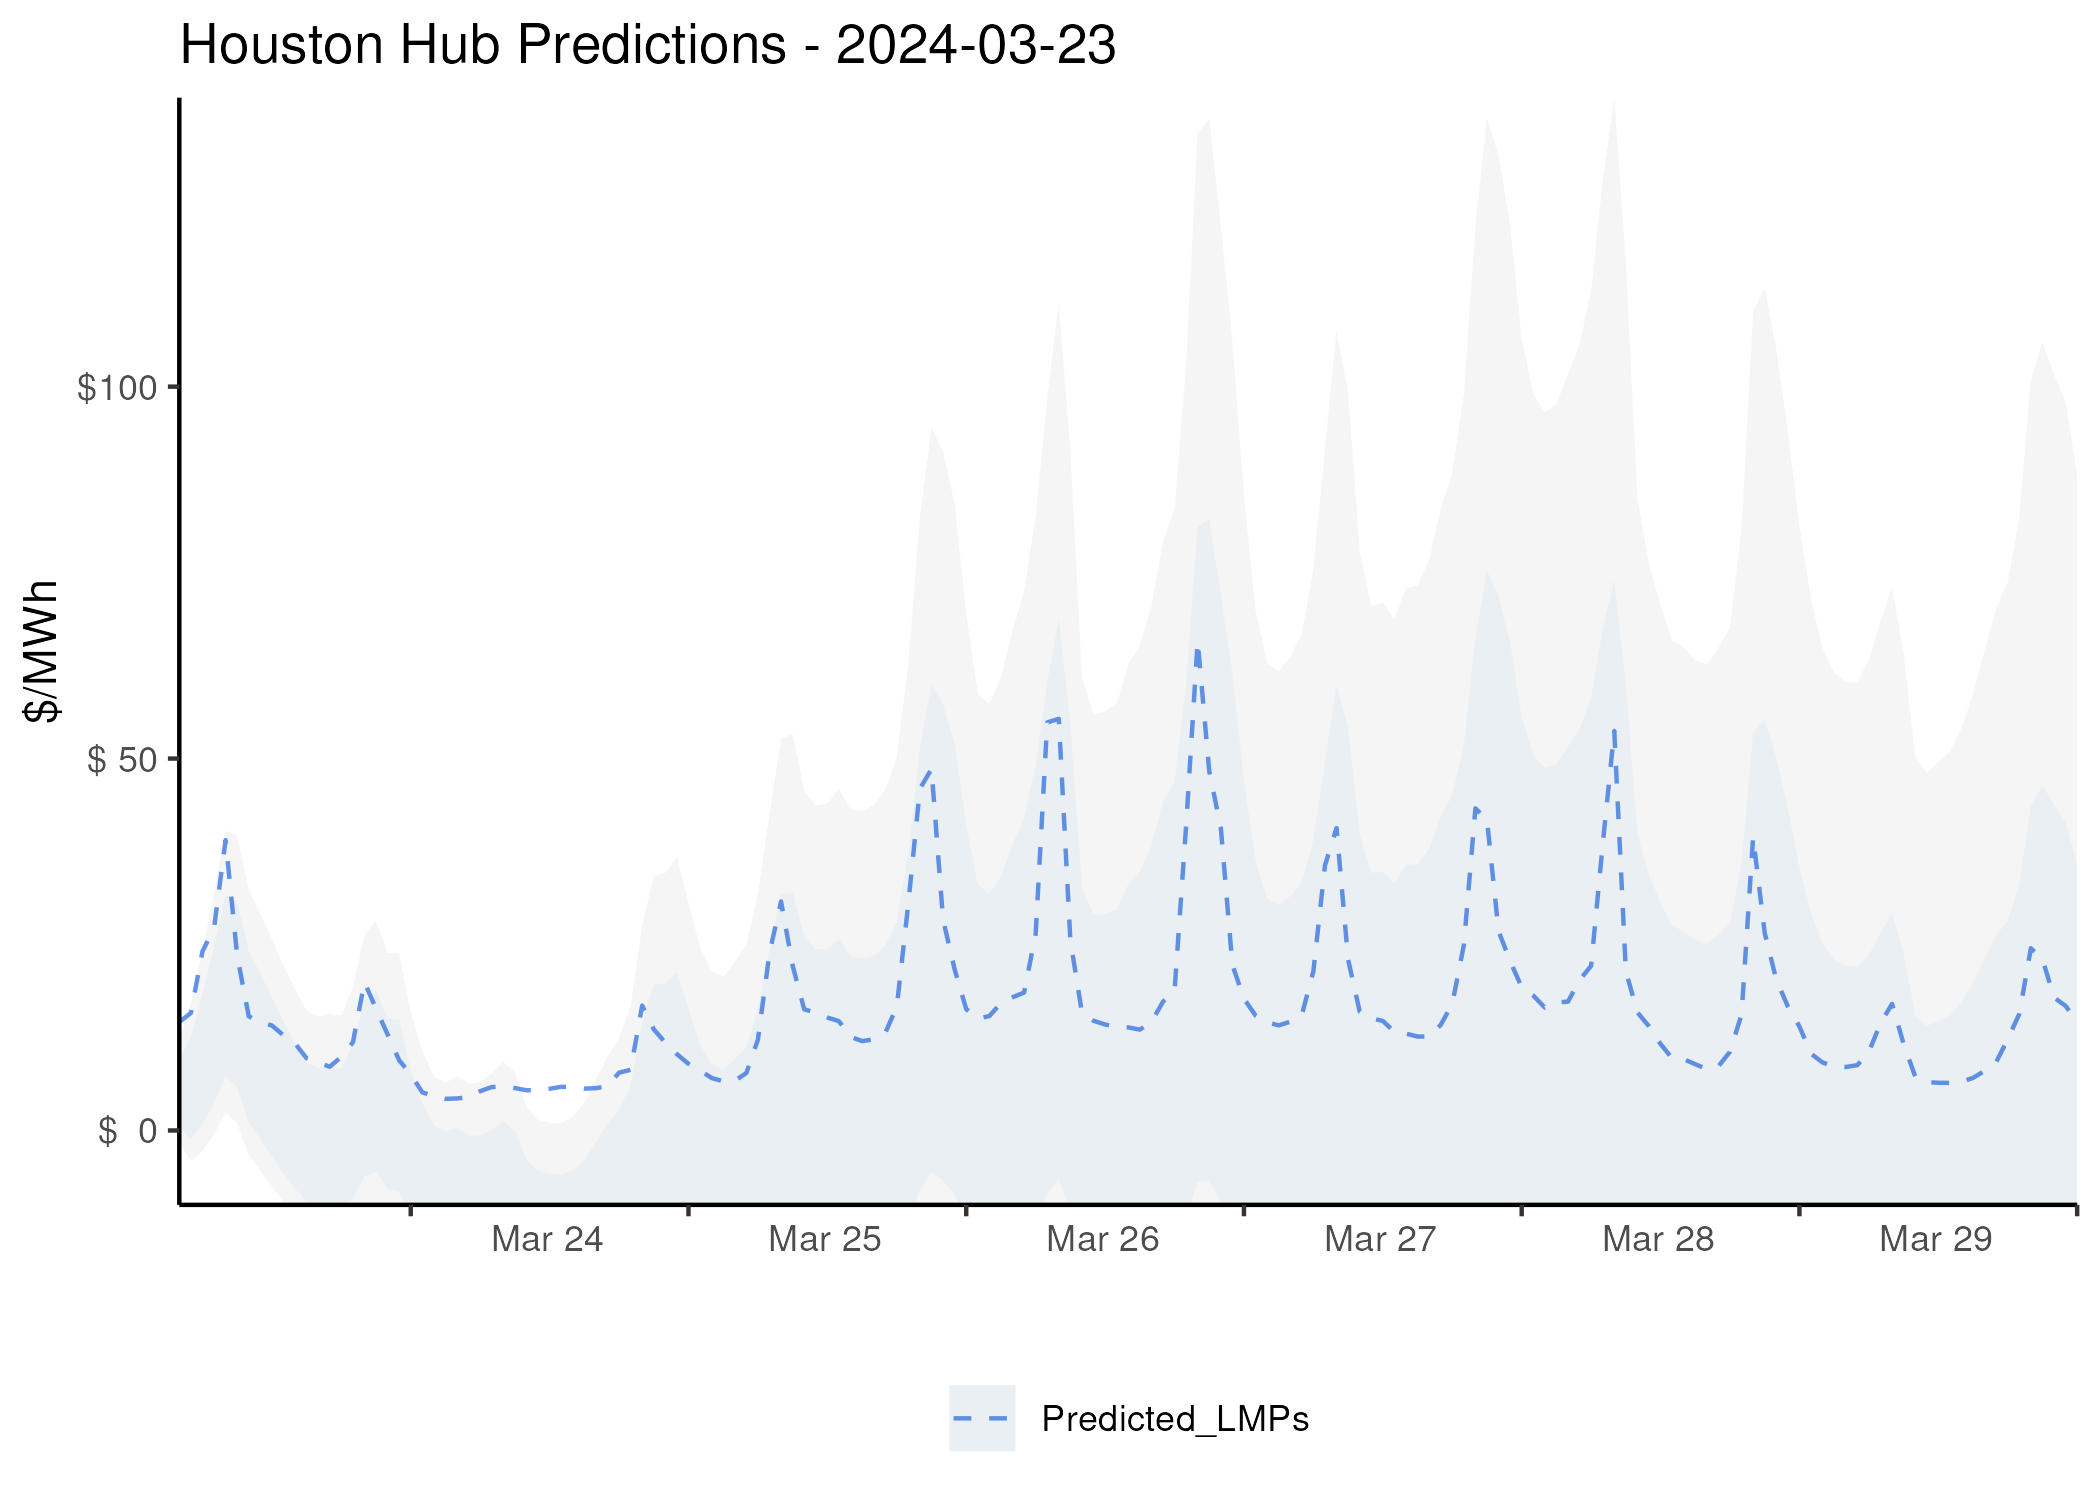 Houston Hub Predictions - 2024-03-23
$/MWh
$100
$ 50
$ 0
Mar 24 Mar 25 Mar 26 Mar 27 Mar 28 Mar 29
Predicted_LMPs